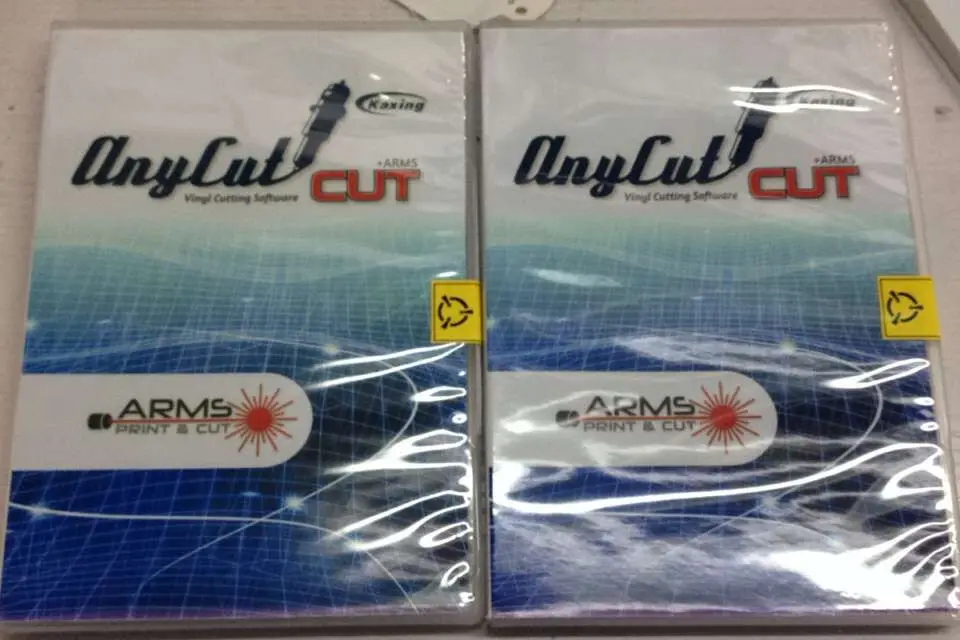 Kaxing
AnyCut
+ARMS
CUT
Vinyl Cutting Software
ARMS
PRINT & CUT
Kaxing
AnyCut
+ARMS
CUT
Vinyl Cutting Software
ARMS
PRINT & CUT